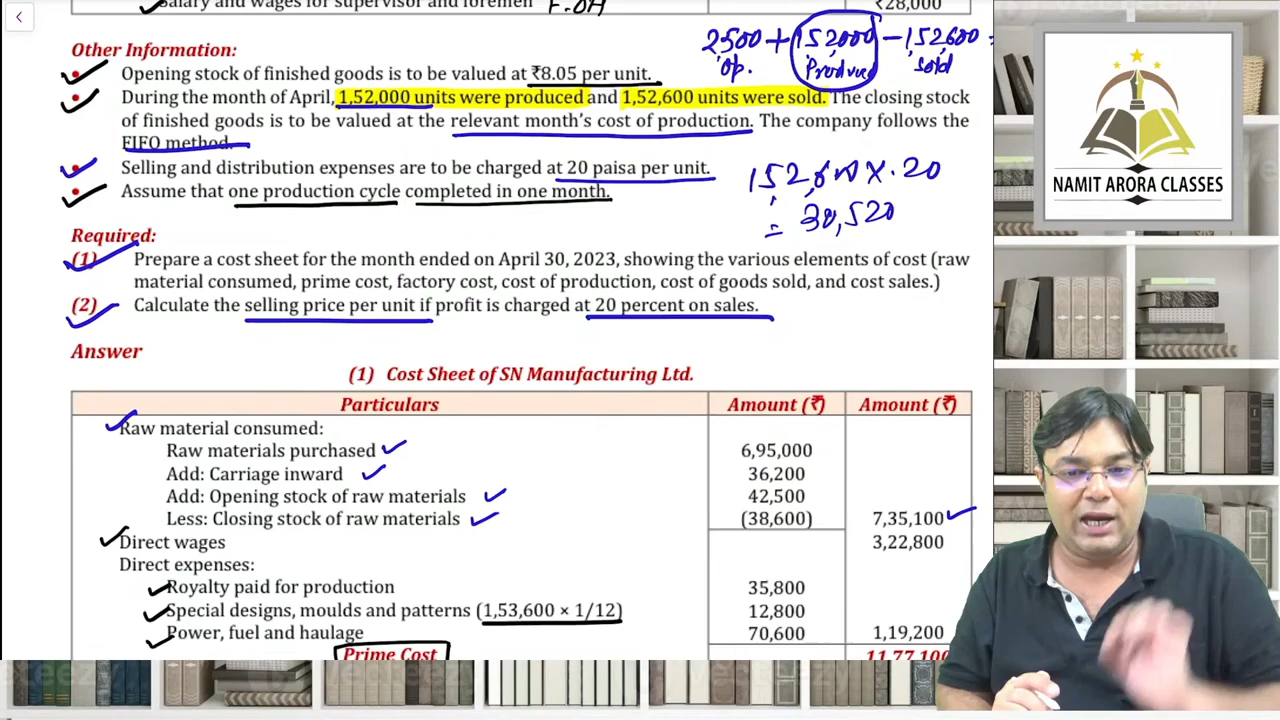 Salary and wages for supervisor and foremen F.OH ₹28,000
2500 + 152000 - 152,600 =
op. Produced sold
Other Information:
• Opening stock of finished goods is to be valued at ₹8.05 per unit.
• During the month of April, 1,52,000 units were produced and 1,52,600 units were sold. The closing stock
of finished goods is to be valued at the relevant month's cost of production. The company follows the
FIFO method.
• Selling and distribution expenses are to be charged at 20 paisa per unit.
• Assume that one production cycle completed in one month.
152,600 x .20
= 30,520
NAMIT ARORA CLASSES
Required:
(1) Prepare a cost sheet for the month ended on April 30, 2023, showing the various elements of cost (raw
material consumed, prime cost, factory cost, cost of production, cost of goods sold, and cost sales.)
(2) Calculate the selling price per unit if profit is charged at 20 percent on sales.
Answer
(1) Cost Sheet of SN Manufacturing Ltd.
Particulars Amount (₹) Amount (₹)
Raw material consumed:
Raw materials purchased 6,95,000
Add: Carriage inward 36,200
Add: Opening stock of raw materials 42,500
Less: Closing stock of raw materials (38,600) 7,35,100
Direct wages 3,22,800
Direct expenses:
Royalty paid for production 35,800
Special designs, moulds and patterns (1,53,600 × 1/12) 12,800
Power, fuel and haulage 70,600 1,19,200
Prime Cost 11,77,100